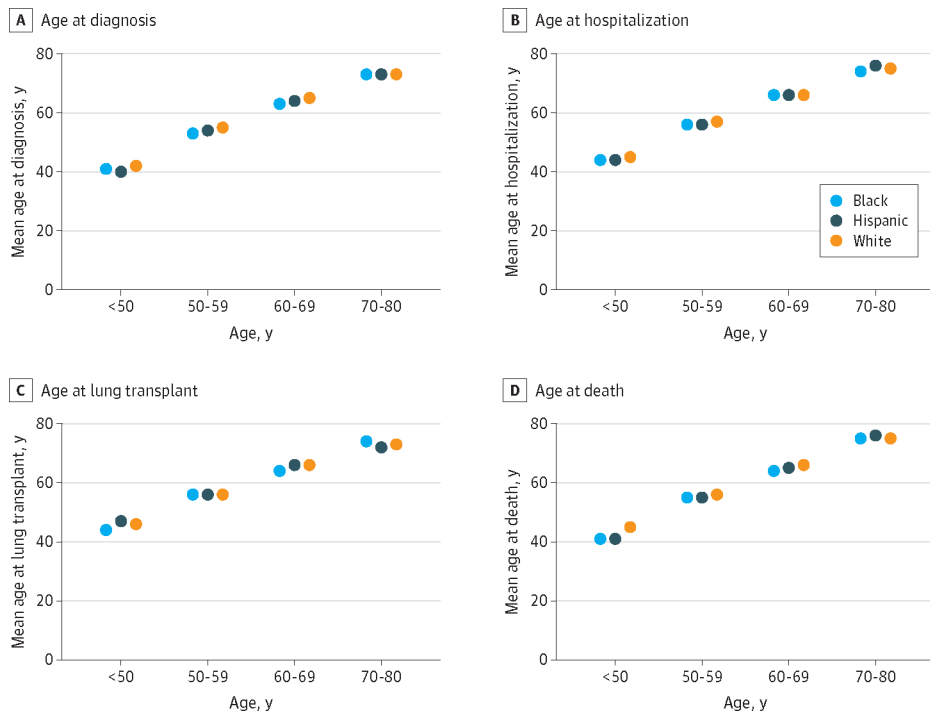 A Age at diagnosis
80
60
40
20
0
Mean age at diagnosis, y
<50 50-59 60-69 70-80
Age, y
B Age at hospitalization
80
60
40
20
0
Mean age at hospitalization, y
Black
Hispanic
White
<50 50-59 60-69 70-80
Age, y
C Age at lung transplant
80
60
40
20
0
Mean age at lung transplant, y
<50 50-59 60-69 70-80
Age, y
D Age at death
80
60
40
20
0
Mean age at death, y
<50 50-59 60-69 70-80
Age, y